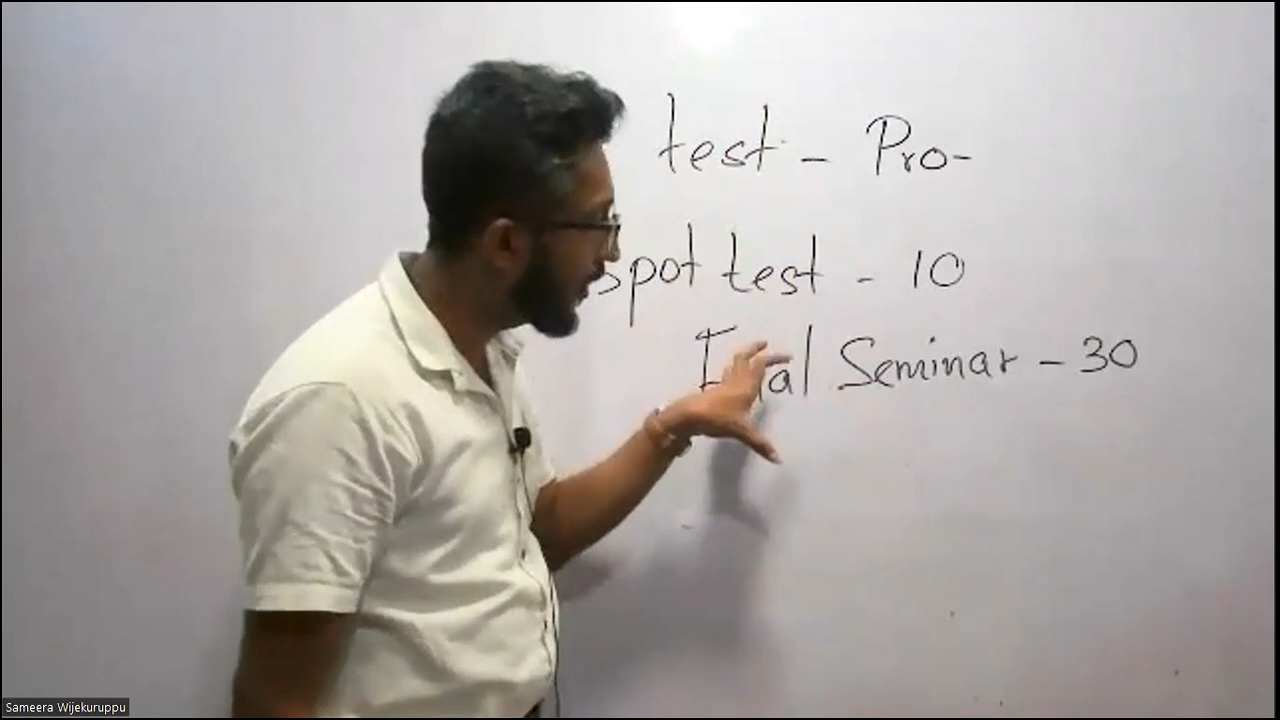 test - Pro-
spot test - 10
Seminar - 30
Sameera Wijekuruppu